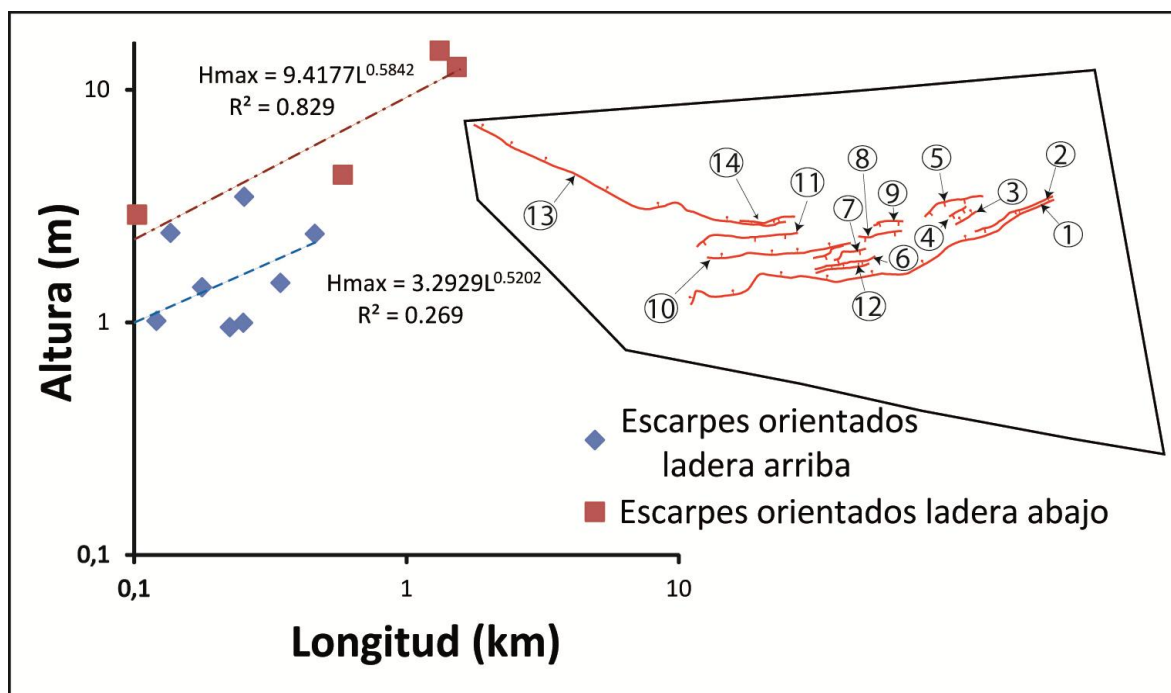 Hmax = 9.4177L^0.5842
R² = 0.829
Hmax = 3.2929L^0.5202
R² = 0.269
Altura (m)
10
1
0,1
0,1
1
10
Longitud (km)
Escarpes orientados
ladera arriba
Escarpes orientados ladera abajo
14
11
8
5
2
13
7
9
3
4
1
6
10
12